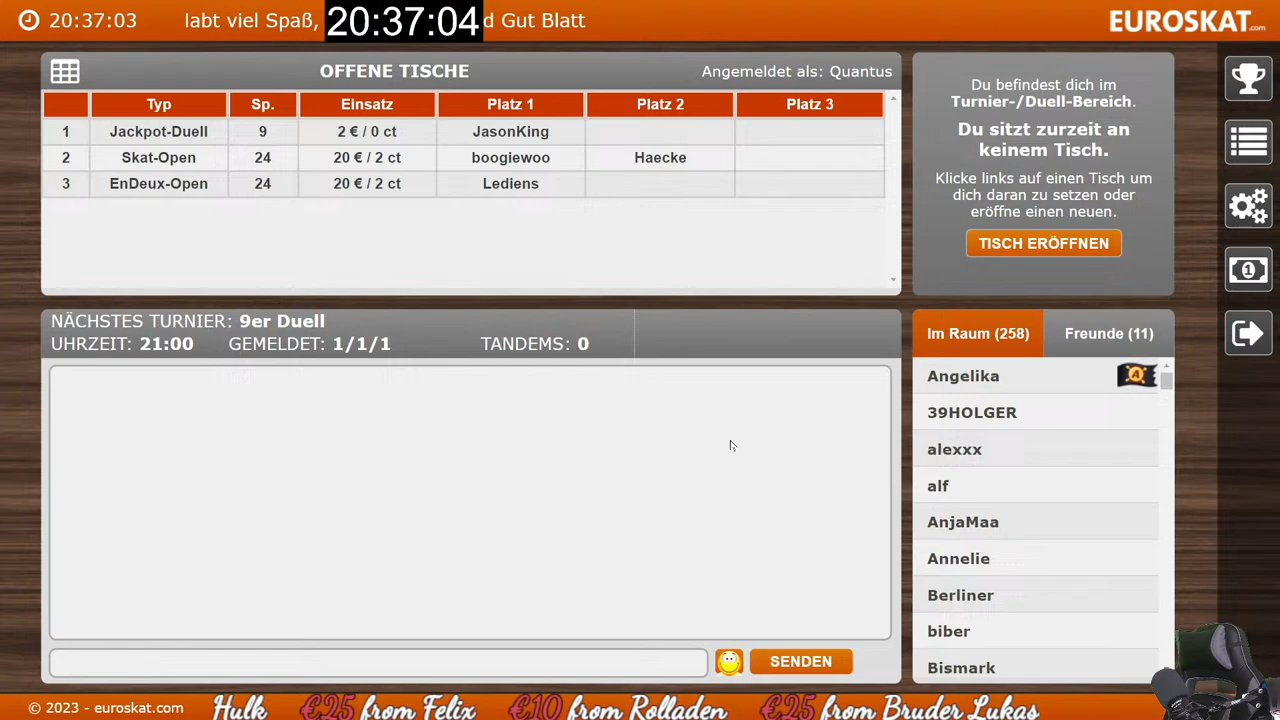 20:37:03 labt viel Spaß, 20:37:04 d Gut Blatt EUROSKAT.com
OFFENE TISCHE Angemeldet als: Quantus
Typ Sp. Einsatz Platz 1 Platz 2 Platz 3
1 Jackpot-Duell 9 2 € / 0 ct JasonKing
2 Skat-Open 24 20 € / 2 ct boogiewoo Haecke
3 EnDeux-Open 24 20 € / 2 ct Lediens
Du befindest dich im
Turnier-/Duell-Bereich.
Du sitzt zurzeit an
keinem Tisch.
Klicke links auf einen Tisch um
dich daran zu setzen oder
eröffne einen neuen.
TISCH ERÖFFNEN
1
NÄCHSTES TURNIER: 9er Duell
UHRZEIT: 21:00 GEMELDET: 1/1/1 TANDEMS: 0
SENDEN
Im Raum (258) Freunde (11)
Angelika A
39HOLGER
alexxx
alf
AnjaMaa
Annelie
Berliner
biber
Bismark
© 2023 - euroskat.com Hulk €25 from Felix €10 from Rolladen €25 from Bruder Lukas